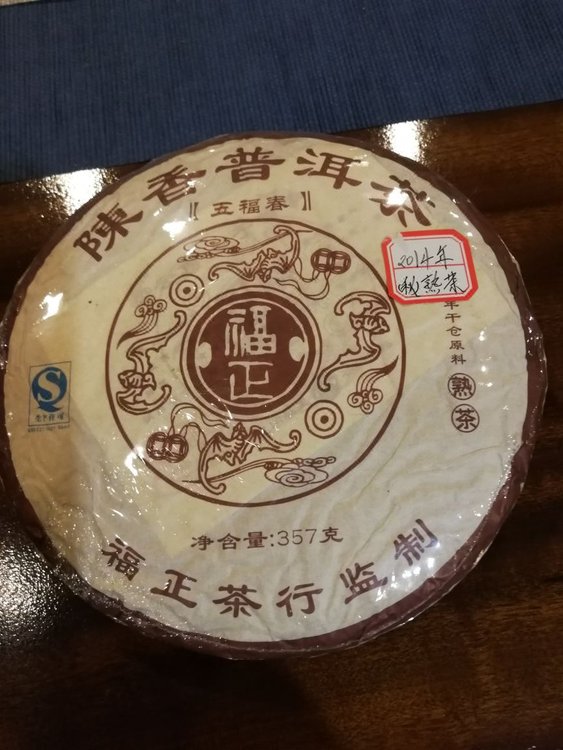 陳香普洱茶
〖五福春〗
2014年
秋熟茶
年干仓原料
熟茶
福正
净含量:357克
福正茶行监制